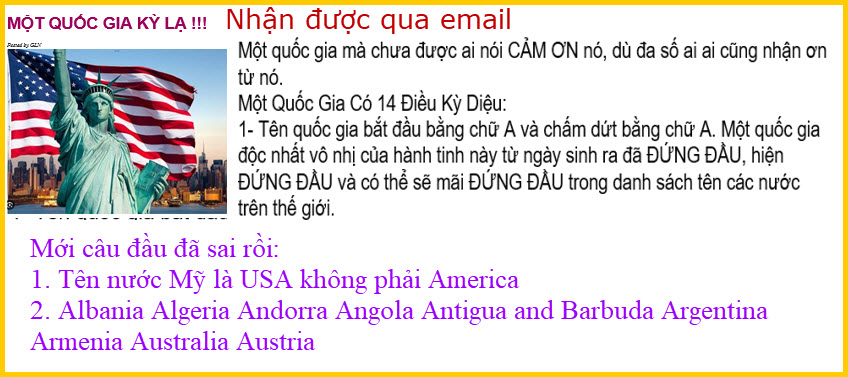 MỘT QUỐC GIA KỲ LẠ !!! Nhận được qua email
Posted by GLN
Một quốc gia mà chưa được ai nói CẢM ƠN nó, dù đa số ai ai cũng nhận ơn
từ nó.
Một Quốc Gia Có 14 Điều Kỳ Diệu:
1- Tên quốc gia bắt đầu bằng chữ A và chấm dứt bằng chữ A. Một quốc gia
độc nhất vô nhị của hành tinh này từ ngày sinh ra đã ĐỨNG ĐẦU, hiện
ĐỨNG ĐẦU và có thể sẽ mãi ĐỨNG ĐẦU trong danh sách tên các nước
trên thế giới.
Mới câu đầu đã sai rồi:
1. Tên nước Mỹ là USA không phải America
2. Albania Algeria Andorra Angola Antigua and Barbuda Argentina
Armenia Australia Austria